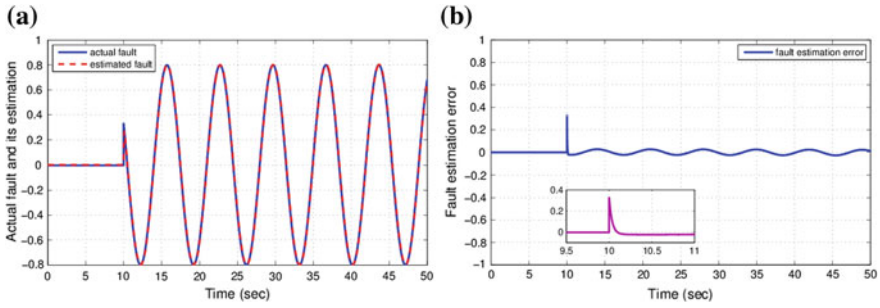 (a)
1
0.8
0.6
0.4
0.2
0
−0.2
−0.4
−0.6
−0.8
actual fault
estimated fault
Actual fault and its estimation
0 5 10 15 20 25 30 35 40 45 50
Time (sec)
(b)
1
0.8
0.6
0.4
0.2
0
−0.2
−0.4
−0.6
−0.8
−1
fault estimation error
Fault estimation error
0.4
0.2
0
9.5 10 10.5 11
0 5 10 15 20 25 30 35 40 45 50
Time (sec)